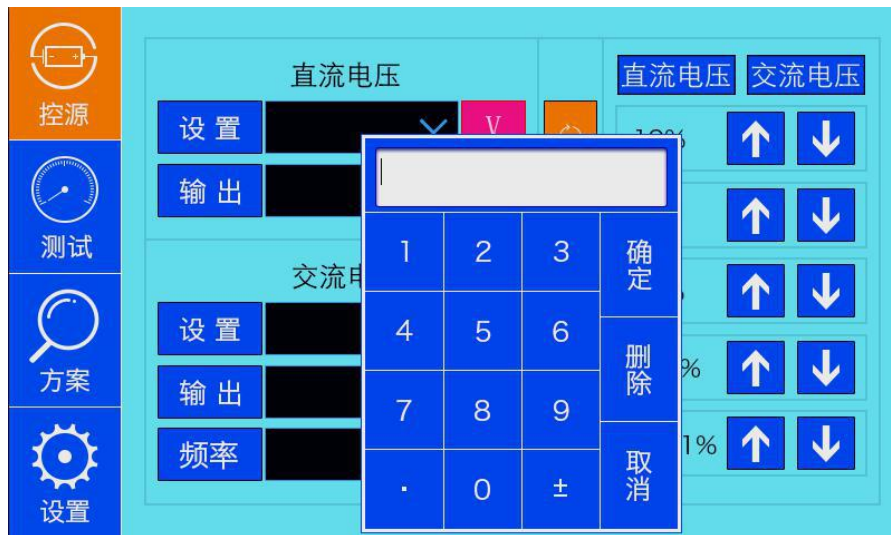 控源
测试
方案
设置
直流电压
设置
V
输出
交流电
设置
输出
频率
1 2 3
4 5 6
7 8 9
. 0 ±
确定
删除
取消
直流电压 交流电压
%
1%